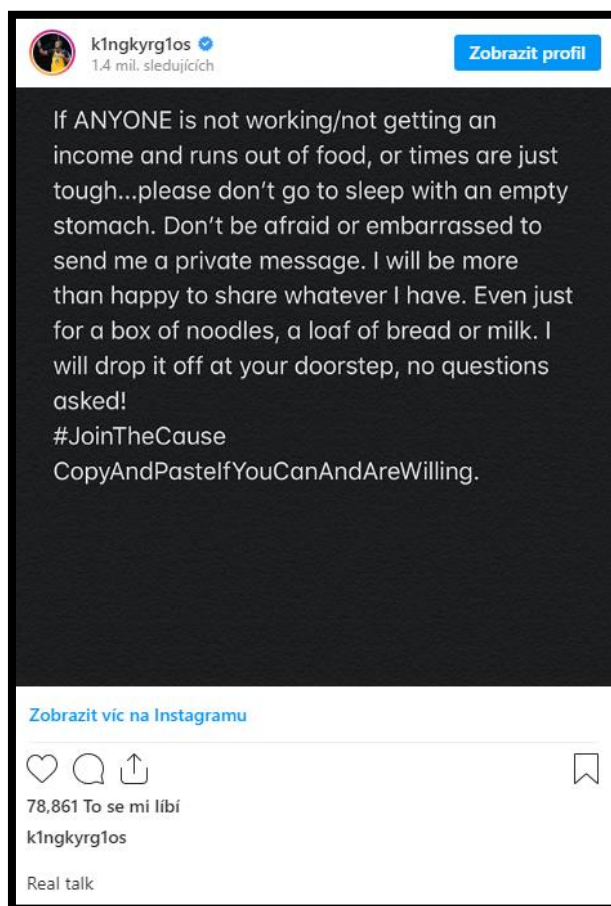 k1ngkyrg1os
1.4 mil. sledujících
Zobrazit profil
If ANYONE is not working/not getting an
income and runs out of food, or times are just
tough...please don't go to sleep with an empty
stomach. Don't be afraid or embarrassed to
send me a private message. I will be more
than happy to share whatever I have. Even just
for a box of noodles, a loaf of bread or milk. I
will drop it off at your doorstep, no questions
asked!
#JoinTheCause
CopyAndPasteIfYouCanAndAreWilling.
Zobrazit víc na Instagramu
78,861 To se mi líbí
k1ngkyrg1os
Real talk